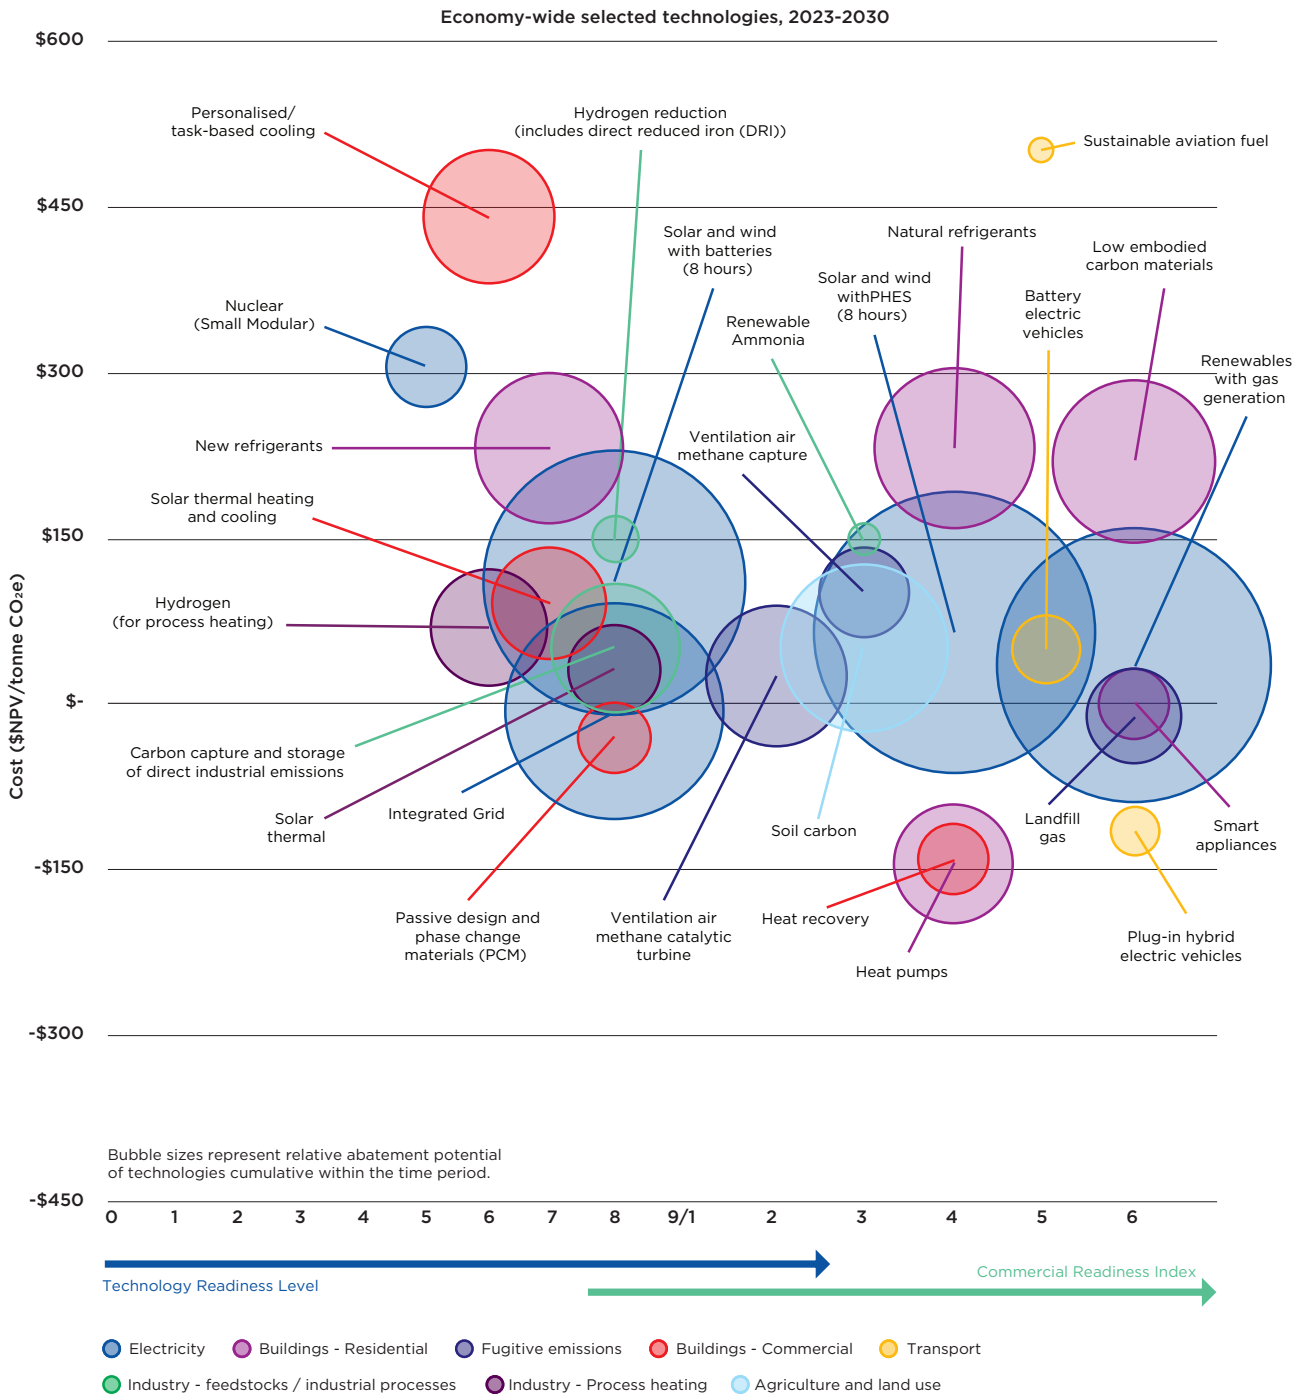 Economy-wide selected technologies, 2023-2030
$600
Personalised/
task-based cooling
Hydrogen reduction
(includes direct reduced iron (DRI))
Sustainable aviation fuel
$450
Solar and wind
with batteries
(8 hours)
Natural refrigerants
Low embodied
carbon materials
Solar and wind
withPHES
(8 hours)
Battery
electric
vehicles
Nuclear
(Small Modular)
Renewable
Ammonia
$300
Renewables
with gas
generation
New refrigerants
Ventilation air
methane capture
Solar thermal heating
and cooling
$150
Hydrogen
(for process heating)
Cost ($NPV/tonne CO₂e)
$-
Carbon capture and storage
of direct industrial emissions
Solar
thermal
Integrated Grid
Soil carbon
Landfill
gas
Smart
appliances
-$150
Passive design and
phase change
materials (PCM)
Ventilation air
methane catalytic
turbine
Heat recovery
Heat pumps
Plug-in hybrid
electric vehicles
-$300
Bubble sizes represent relative abatement potential
of technologies cumulative within the time period.
-$450
0 1 2 3 4 5 6 7 8 9/1 2 3 4 5 6
Technology Readiness Level
Commercial Readiness Index
Electricity Buildings - Residential Fugitive emissions Buildings - Commercial Transport
Industry - feedstocks / industrial processes Industry - Process heating Agriculture and land use